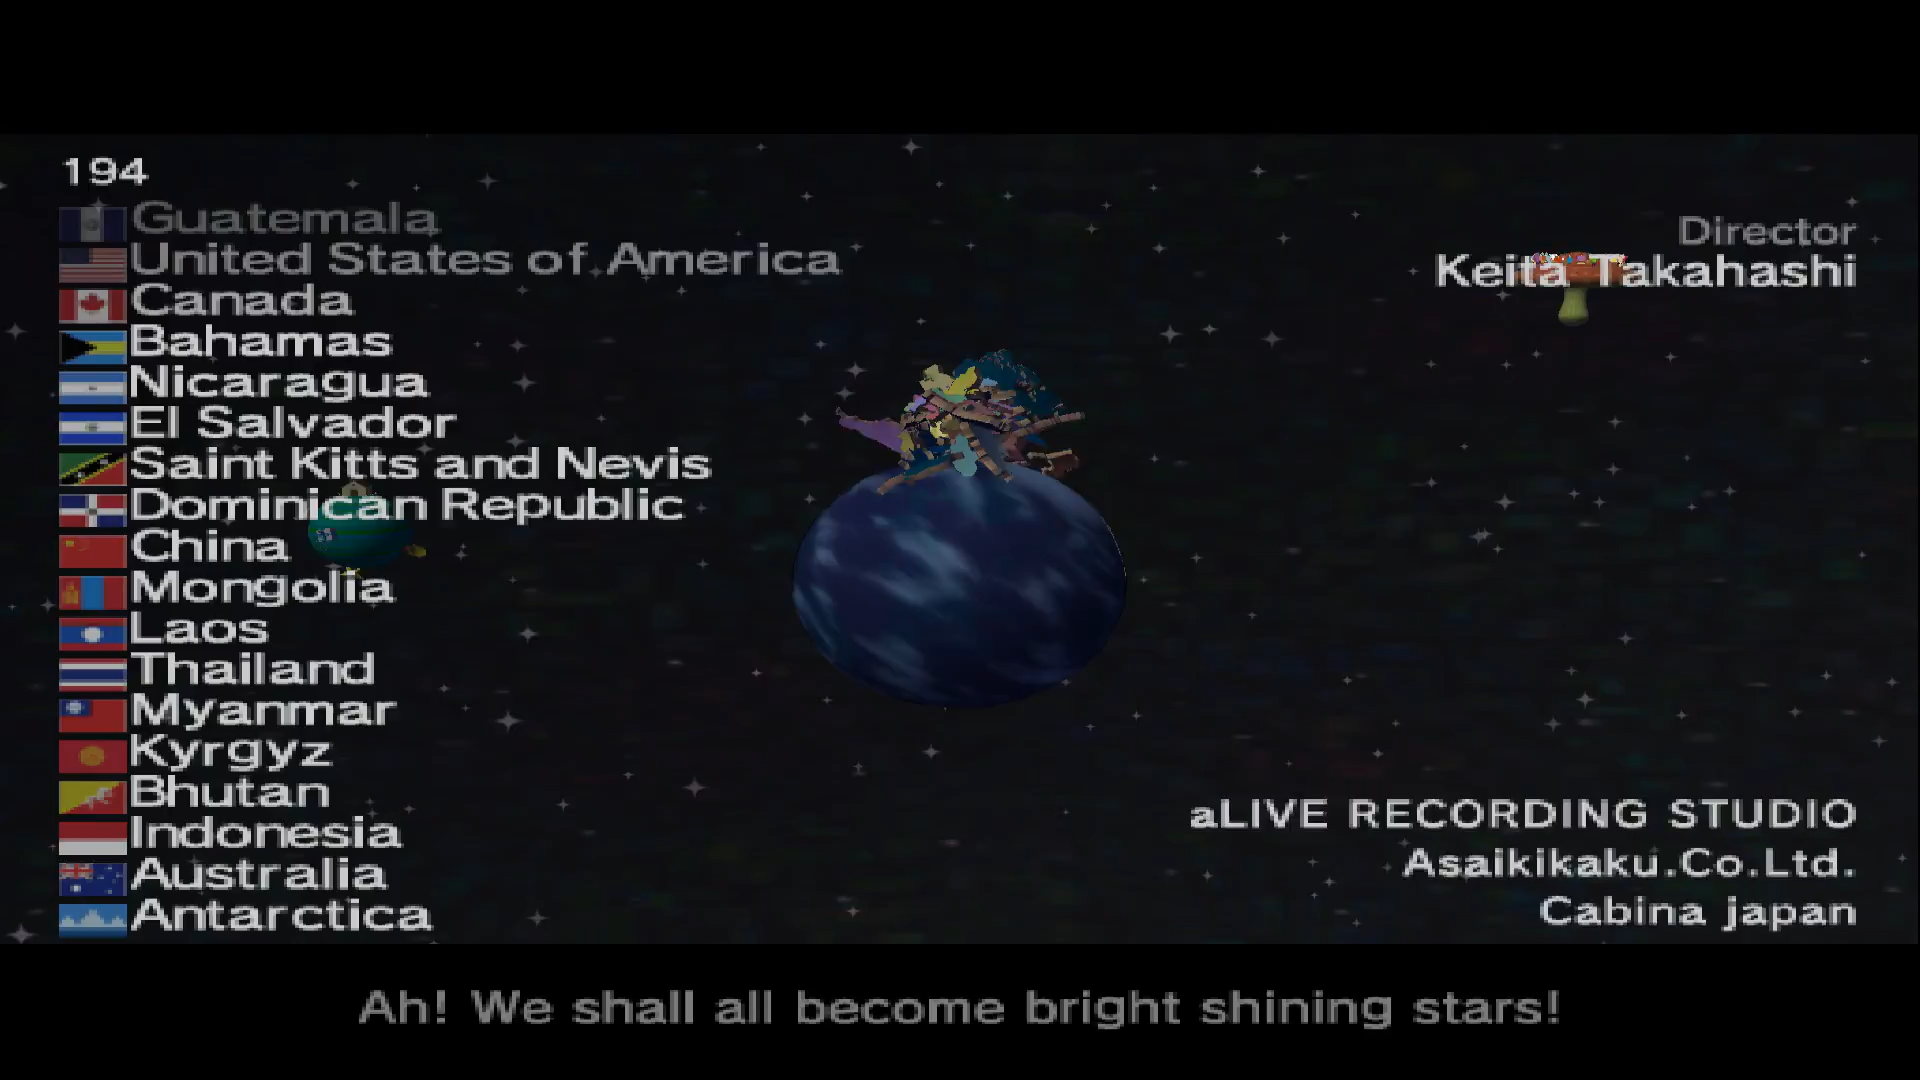 194
Guatemala
United States of America
Canada
Bahamas
Nicaragua
El Salvador
Saint Kitts and Nevis
Dominican Republic
China
Mongolia
Laos
Thailand
Myanmar
Kyrgyz
Bhutan
Indonesia
Australia
Antarctica
Director
Keita Takahashi
aLIVE RECORDING STUDIO
Asaikikaku.Co.Ltd.
Cabina japan
Ah! We shall all become bright shining stars!